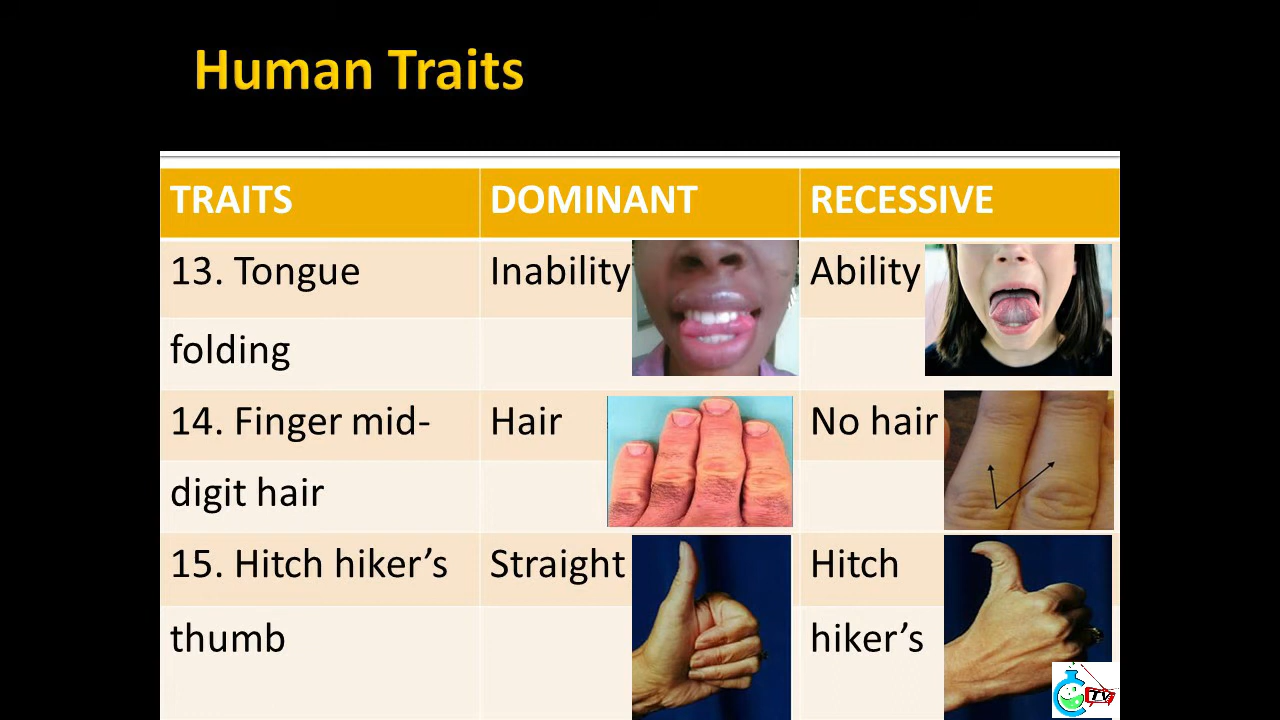 Human Traits
TRAITS DOMINANT RECESSIVE
13. Tongue Inability Ability
folding
14. Finger mid- Hair No hair
digit hair
15. Hitch hiker’s Straight Hitch
thumb hiker’s
TV